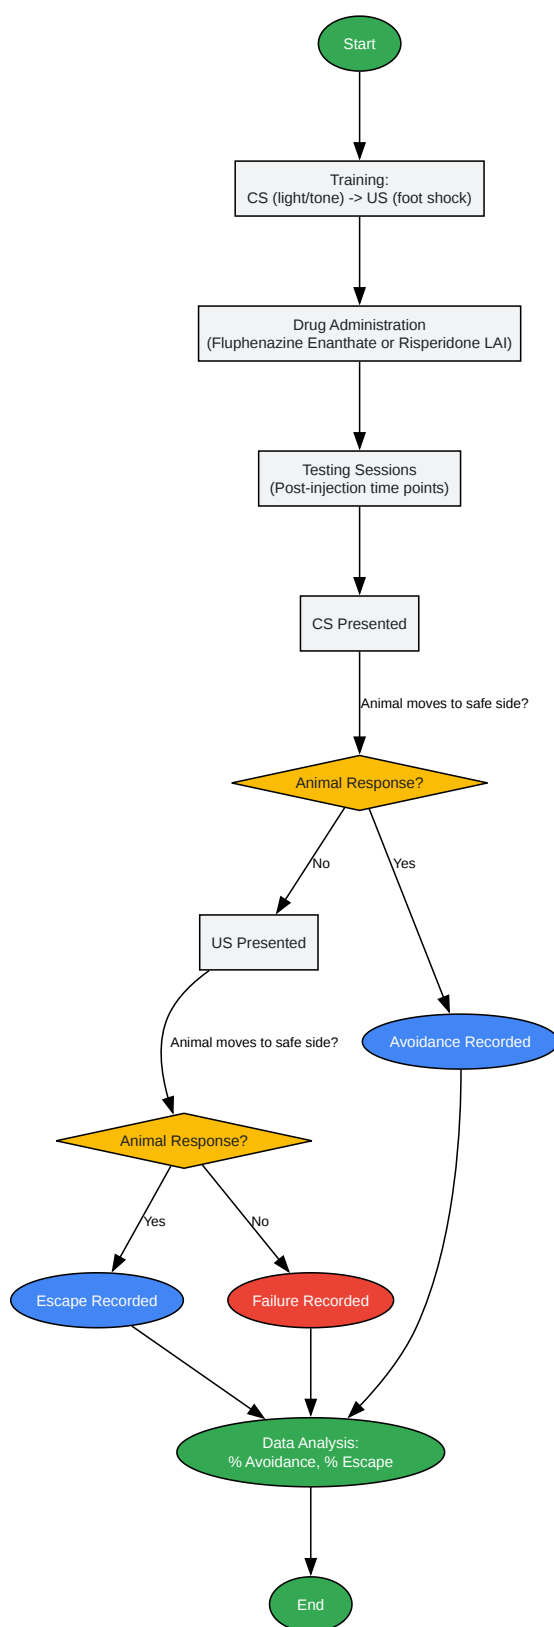 Start
Training:
CS (light/tone) -> US (foot shock)
Drug Administration
(Fluphenazine Enanthate or Risperidone LAI)
Testing Sessions
(Post-injection time points)
CS Presented
Animal moves to safe side?
Animal Response?
No
Yes
US Presented
Avoidance Recorded
Animal moves to safe side?
Animal Response?
Yes
No
Escape Recorded
Failure Recorded
Data Analysis:
% Avoidance, % Escape
End